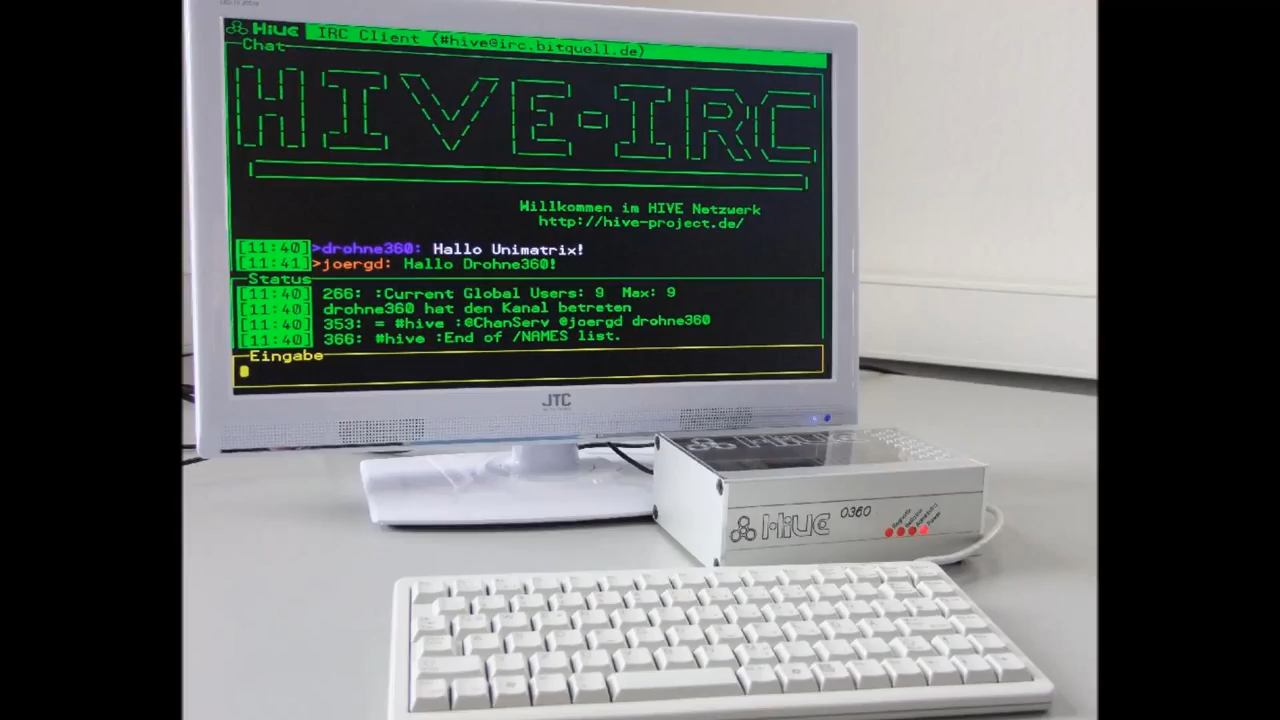 Hive IRC Client (#hive@irc.bitquell.de)
Chat
HIVE-IRC
Willkommen im HIVE Netzwerk
http://hive-project.de/
[11:40]>drohne360: Hallo Unimatrix!
[11:41]>joergd: Hallo Drohne360!
Status
[11:40] 266: :Current Global Users: 9 Max: 9
[11:40] drohne360 hat den Kanal betreten
[11:40] 353: = #hive :@ChanServ @joergd drohne360
[11:40] 366: #hive :End of /NAMES list.
Eingabe
JTC
Hive
Hive 0360
Power